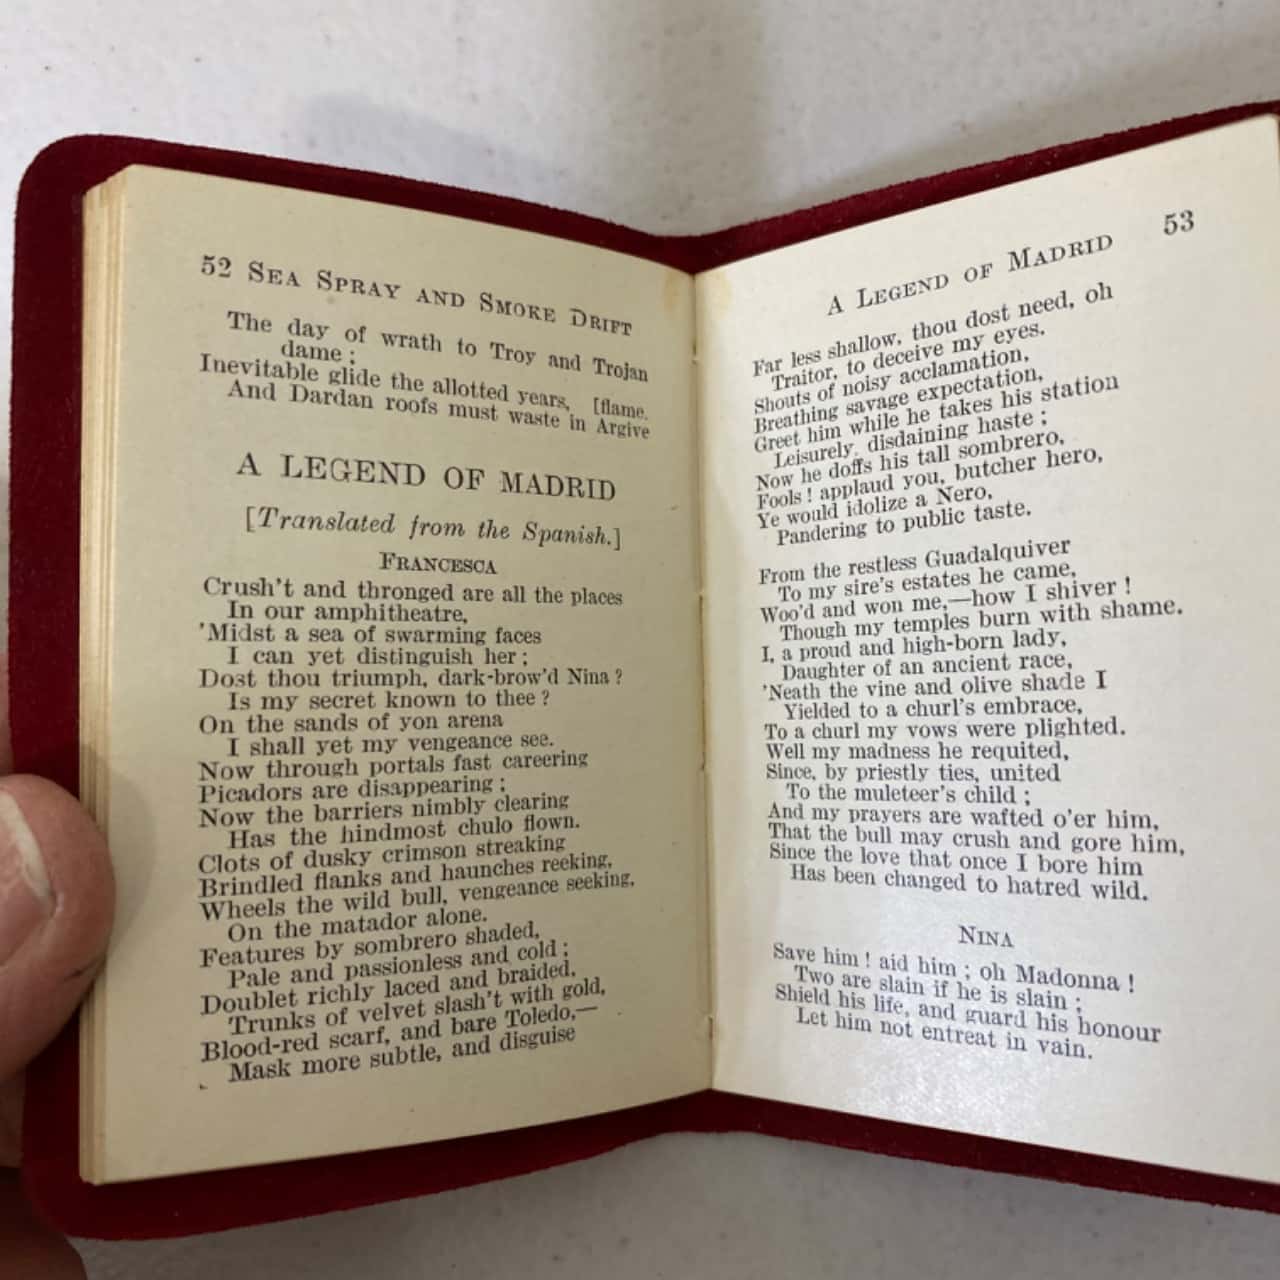 52 SEA SPRAY AND SMOKE DRIFT
The day of wrath to Troy and Trojan
dame ;
Inevitable glide the allotted years, [flame.
And Dardan roofs must waste in Argive
A LEGEND OF MADRID
[Translated from the Spanish.]
FRANCESCA
Crush't and thronged are all the places
In our amphitheatre,
'Midst a sea of swarming faces
I can yet distinguish her ;
Dost thou triumph, dark-brow'd Nina ?
Is my secret known to thee ?
On the sands of yon arena
I shall yet my vengeance see.
Now through portals fast careering
Picadors are disappearing ;
Now the barriers nimbly clearing
Has the hindmost chulo flown.
Clots of dusky crimson streaking
Brindled flanks and haunches reeking,
Wheels the wild bull, vengeance seeking,
On the matador alone.
Features by sombrero shaded,
Pale and passionless and cold ;
Doublet richly laced and braided,
Trunks of velvet slash't with gold,
Blood-red scarf, and bare Toledo,—
Mask more subtle, and disguise
A LEGEND OF MADRID 53
Far less shallow, thou dost need, oh
Traitor, to deceive my eyes.
Shouts of noisy acclamation,
Breathing savage expectation,
Greet him while he takes his station
Leisurely, disdaining haste ;
Now he doffs his tall sombrero,
Fools ! applaud you, butcher hero,
Ye would idolize a Nero,
Pandering to public taste.
From the restless Guadalquiver
To my sire's estates he came,
Woo'd and won me,—how I shiver !
Though my temples burn with shame.
I, a proud and high-born lady,
Daughter of an ancient race,
'Neath the vine and olive shade I
Yielded to a churl's embrace,
To a churl my vows were plighted.
Well my madness he requited,
Since, by priestly ties, united
To the muleteer's child ;
And my prayers are wafted o'er him,
That the bull may crush and gore him,
Since the love that once I bore him
Has been changed to hatred wild.
NINA
Save him ! aid him ; oh Madonna !
Two are slain if he is slain ;
Shield his life, and guard his honour
Let him not entreat in vain.